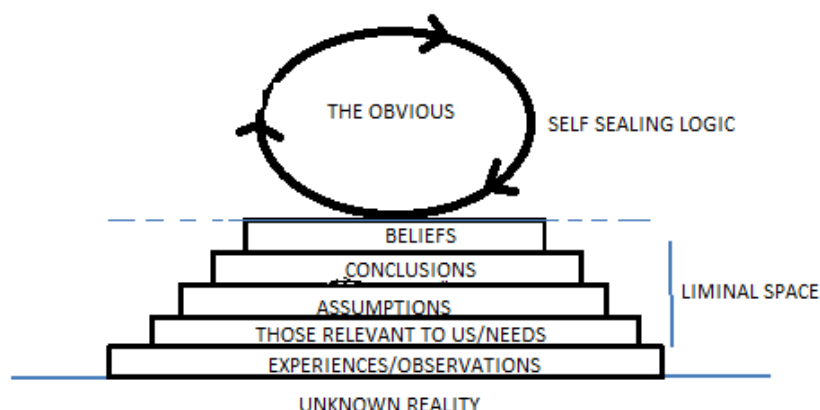 THE OBVIOUS
SELF SEALING LOGIC
BELIEFS
CONCLUSIONS
LIMINAL SPACE
ASSUMPTIONS
THOSE RELEVANT TO US/NEEDS
EXPERIENCES/OBSERVATIONS
UNKNOWN REALITY